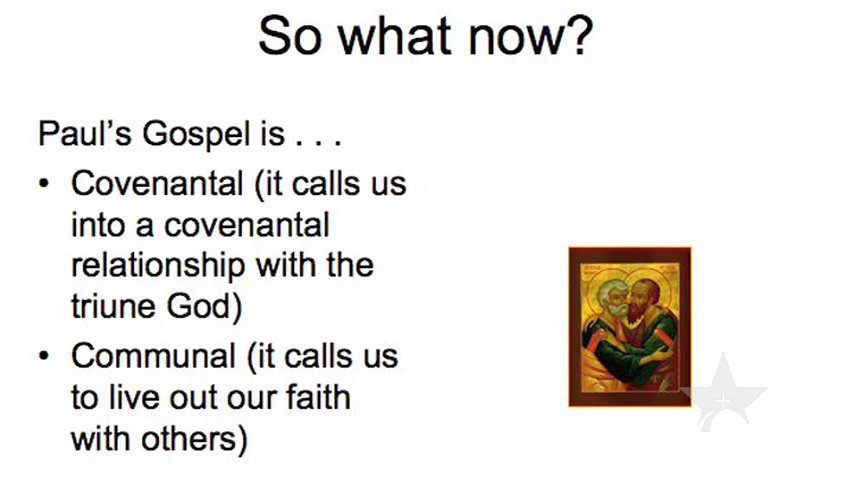 So what now?
Paul's Gospel is . . .
• Covenantal (it calls us
into a covenantal
relationship with the
triune God)
• Communal (it calls us
to live out our faith
with others)